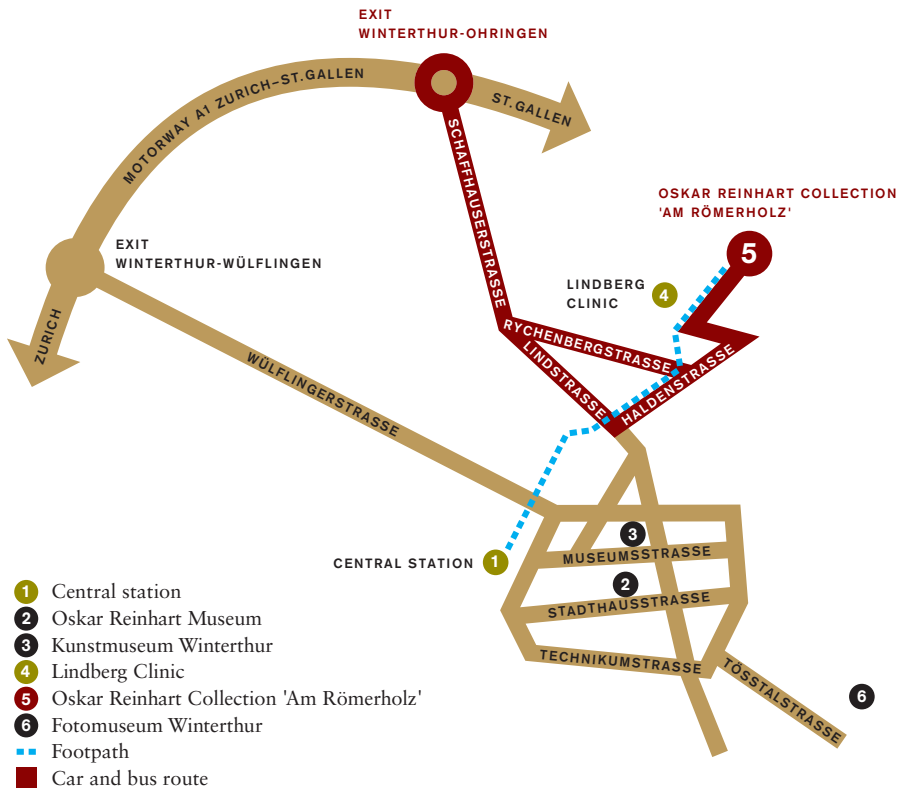 EXIT
WINTERTHUR-OHRINGEN
MOTORWAY A1 ZURICH–ST.GALLEN
ST.GALLEN
SCHAFFHAUSERSTRASSE
OSKAR REINHART COLLECTION
'AM RÖMERHOLZ'
5
EXIT
WINTERTHUR-WÜLFLINGEN
LINDBERG
CLINIC
4
ZURICH
RYCHENBERGSTRASSE
LINDSTRASSE
HALDENSTRASSE
WÜLFLINGERSTRASSE
3
MUSEUMSSTRASSE
CENTRAL STATION
1
2
STADTHAUSSTRASSE
TECHNIKUMSTRASSE
TÖSSTALSTRASSE
6
1 Central station
2 Oskar Reinhart Museum
3 Kunstmuseum Winterthur
4 Lindberg Clinic
5 Oskar Reinhart Collection 'Am Römerholz'
6 Fotomuseum Winterthur
Footpath
Car and bus route